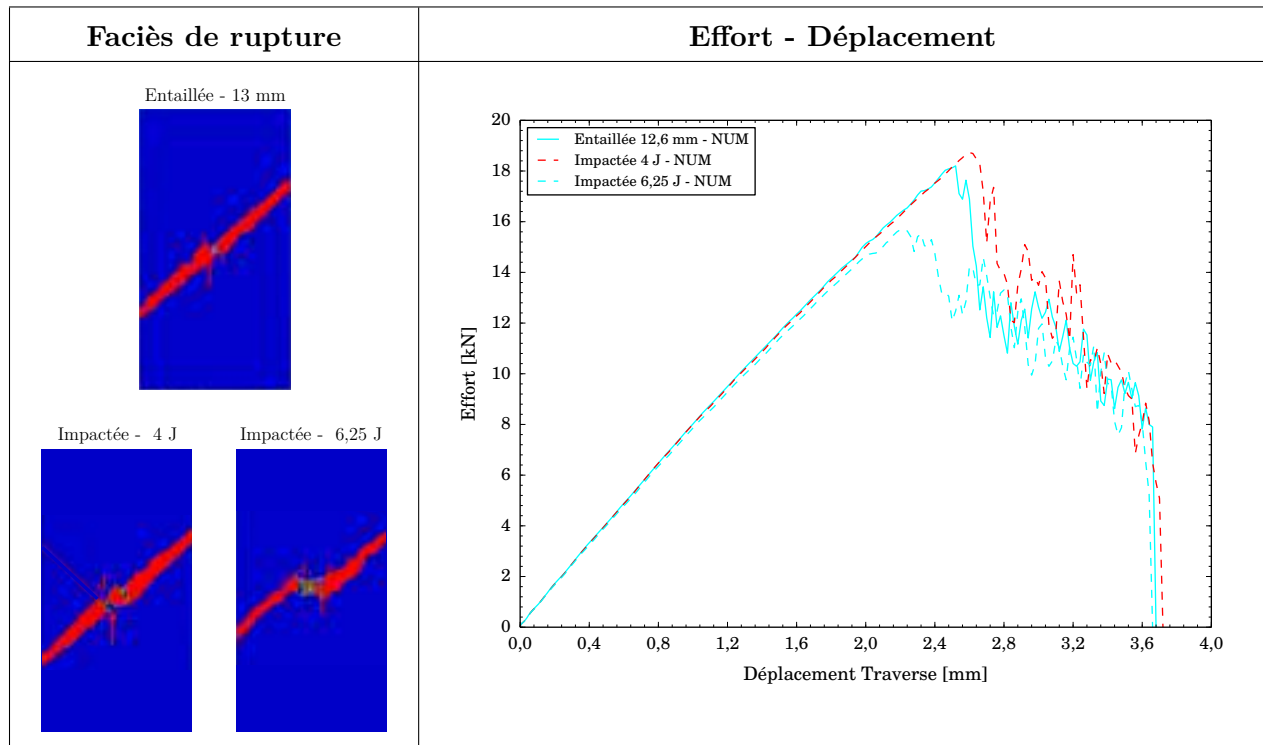 Faciès de rupture
Effort - Déplacement
Entaillée - 13 mm
Impactée - 4 J
Impactée - 6,25 J
Entaillée 12,6 mm - NUM
Impactée 4 J - NUM
Impactée 6,25 J - NUM
20
18
16
14
12
10
8
6
4
2
0
Effort [kN]
0,0 0,4 0,8 1,2 1,6 2,0 2,4 2,8 3,2 3,6 4,0
Déplacement Traverse [mm]